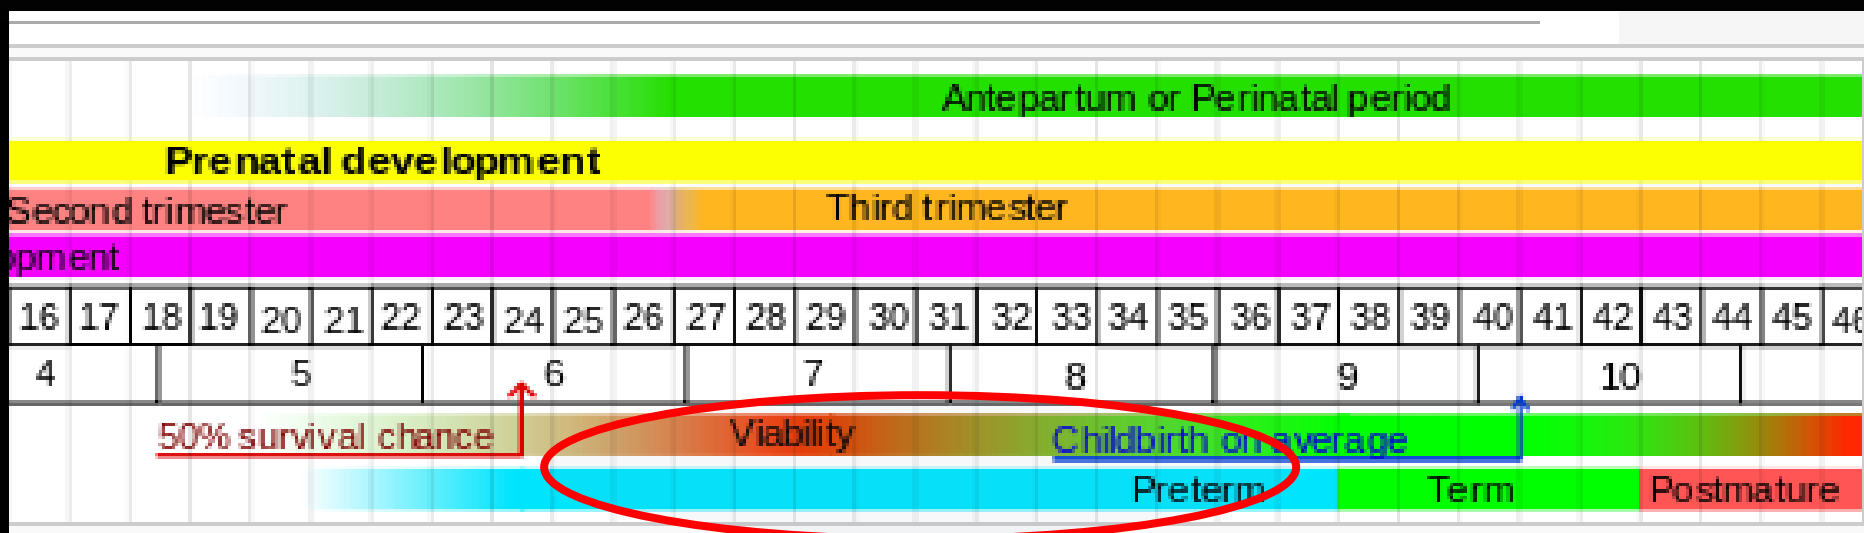 Antepartum or Perinatal period
Prenatal development
Second trimester Third trimester
opment
16 17 18 19 20 21 22 23 24 25 26 27 28 29 30 31 32 33 34 35 36 37 38 39 40 41 42 43 44 45 46
4 5 6 7 8 9 10
50% survival chance Viability Childbirth on average
Preterm Term Postmature